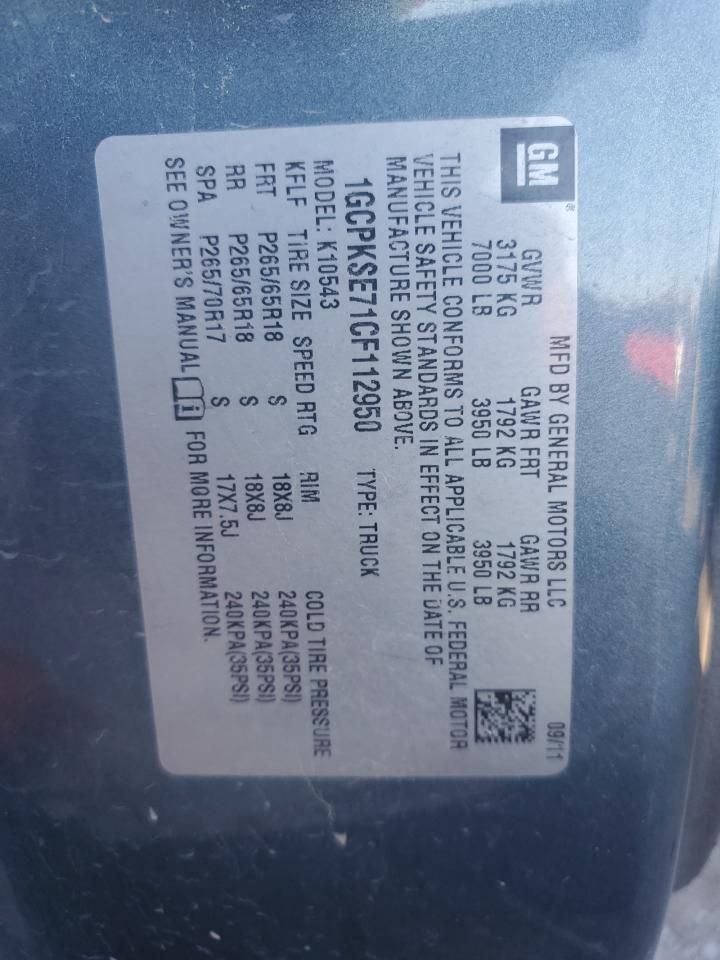 GM
MFD BY GENERAL MOTORS LLC 09/11
GVWR GAWR FRT GAWR RR
3175 KG 1792 KG 1792 KG
7000 LB 3950 LB 3950 LB
THIS VEHICLE CONFORMS TO ALL APPLICABLE U.S. FEDERAL MOTOR
VEHICLE SAFETY STANDARDS IN EFFECT ON THE DATE OF
MANUFACTURE SHOWN ABOVE.
1GCPKSE71CF112950 TYPE: TRUCK
MODEL: K10543
KFLF TIRE SIZE SPEED RTG RIM COLD TIRE PRESSURE
FRT P265/65R18 S 18X8J 240KPA(35PSI)
RR P265/65R18 S 18X8J 240KPA(35PSI)
SPA P265/70R17 S 17X7.5J 240KPA(35PSI)
SEE OWNER'S MANUAL i FOR MORE INFORMATION.